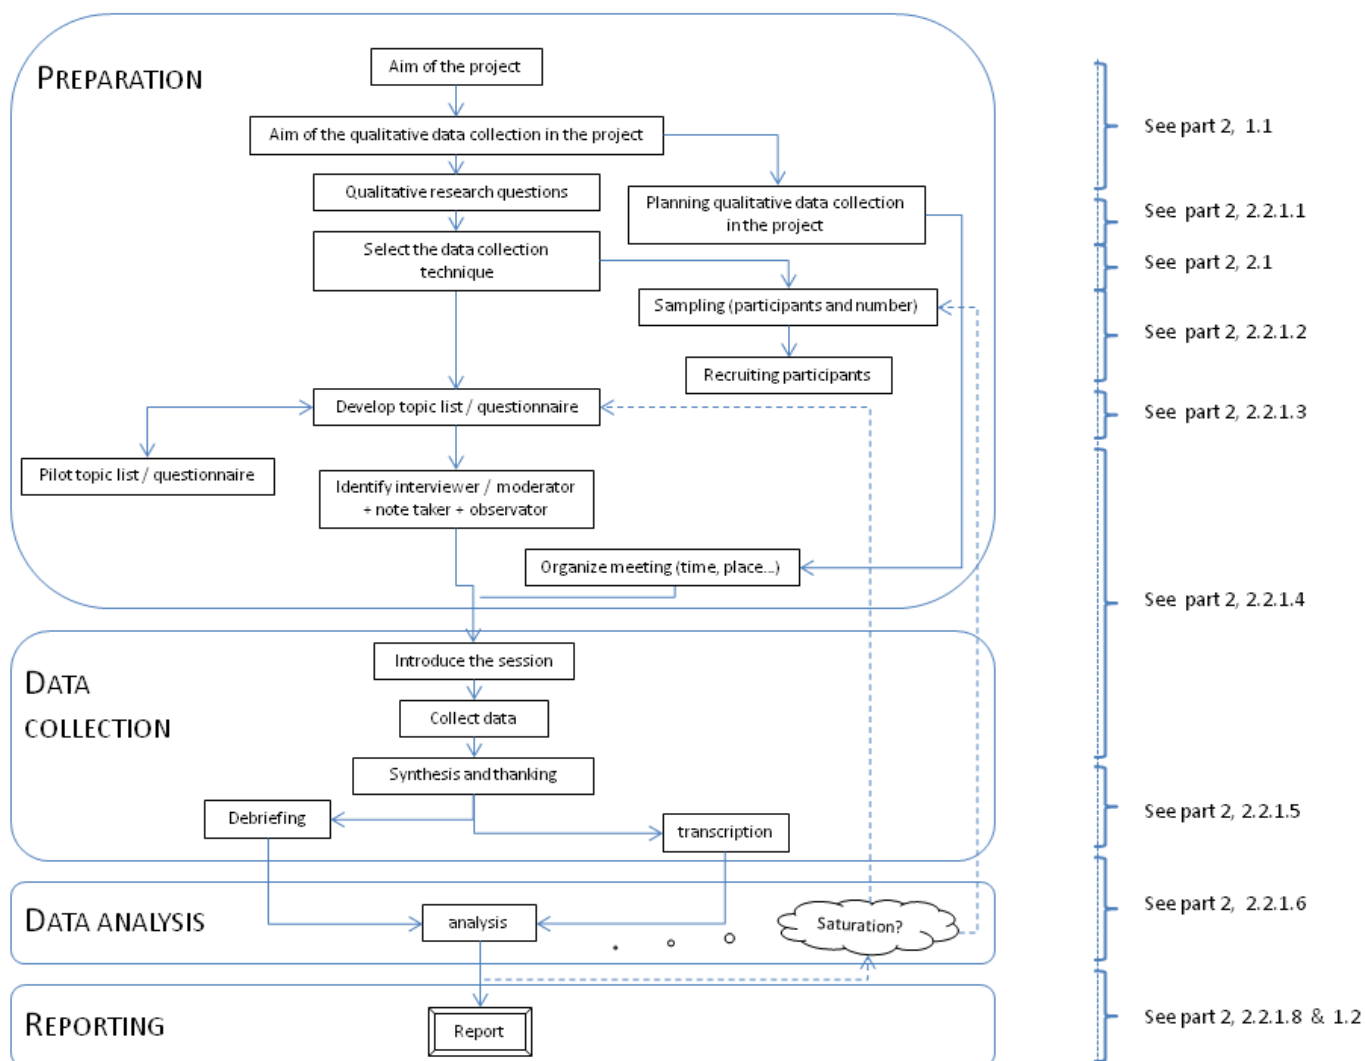 PREPARATION
Aim of the project
Aim of the qualitative data collection in the project
Qualitative research questions
Planning qualitative data collection
in the project
Select the data collection
technique
Sampling (participants and number)
Recruiting participants
Develop topic list / questionnaire
Pilot topic list / questionnaire
Identify interviewer / moderator
+ note taker + observator
Organize meeting (time, place...)
DATA
COLLECTION
Introduce the session
Collect data
Synthesis and thanking
Debriefing
transcription
DATA ANALYSIS
analysis
Saturation?
REPORTING
Report
See part 2, 1.1
See part 2, 2.2.1.1
See part 2, 2.1
See part 2, 2.2.1.2
See part 2, 2.2.1.3
See part 2, 2.2.1.4
See part 2, 2.2.1.5
See part 2, 2.2.1.6
See part 2, 2.2.1.8 & 1.2